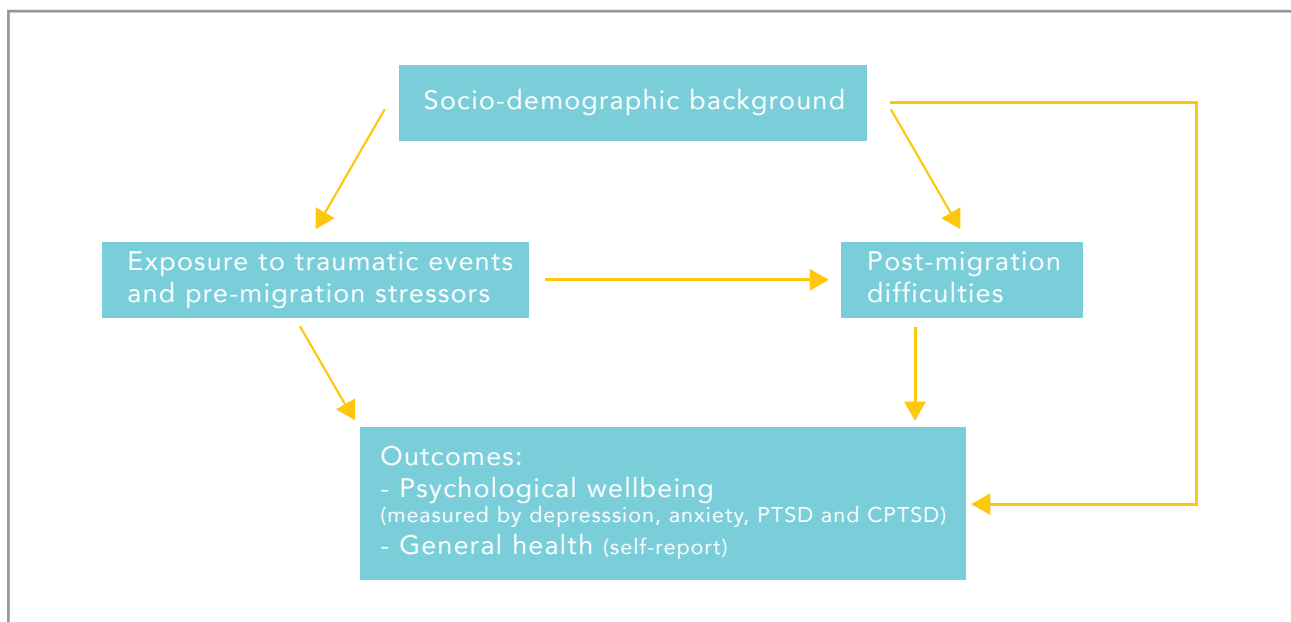 Socio-demographic background
Exposure to traumatic events
and pre-migration stressors
Post-migration
difficulties
Outcomes:
- Psychological wellbeing
(measured by depresssion, anxiety, PTSD and CPTSD)
- General health (self-report)